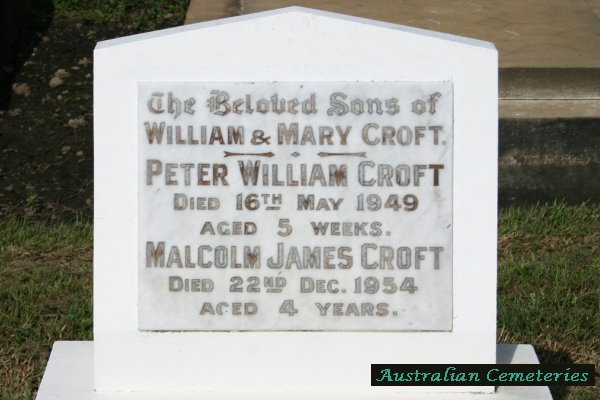 The Beloved Sons of
WILLIAM & MARY CROFT.
PETER WILLIAM CROFT
DIED 16TH MAY 1949
AGED 5 WEEKS.
MALCOLM JAMES CROFT
DIED 22ND DEC. 1954
AGED 4 YEARS.
Australian Cemeteries